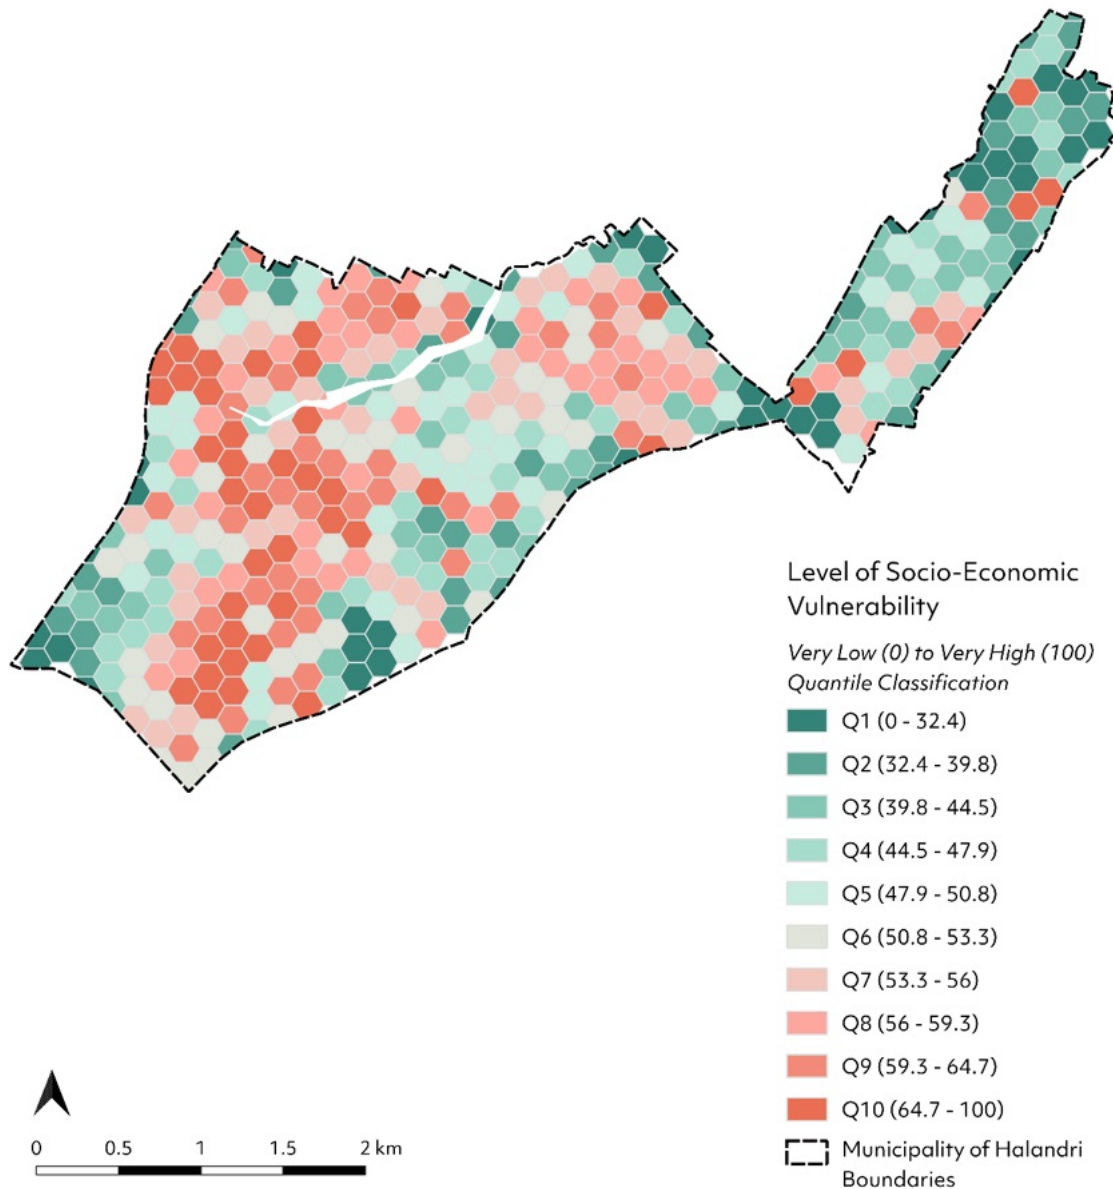 Level of Socio-Economic
Vulnerability
Very Low (0) to Very High (100)
Quantile Classification
Q1 (0 - 32.4)
Q2 (32.4 - 39.8)
Q3 (39.8 - 44.5)
Q4 (44.5 - 47.9)
Q5 (47.9 - 50.8)
Q6 (50.8 - 53.3)
Q7 (53.3 - 56)
Q8 (56 - 59.3)
Q9 (59.3 - 64.7)
Q10 (64.7 - 100)
Municipality of Halandri
Boundaries
0 0.5 1 1.5 2 km